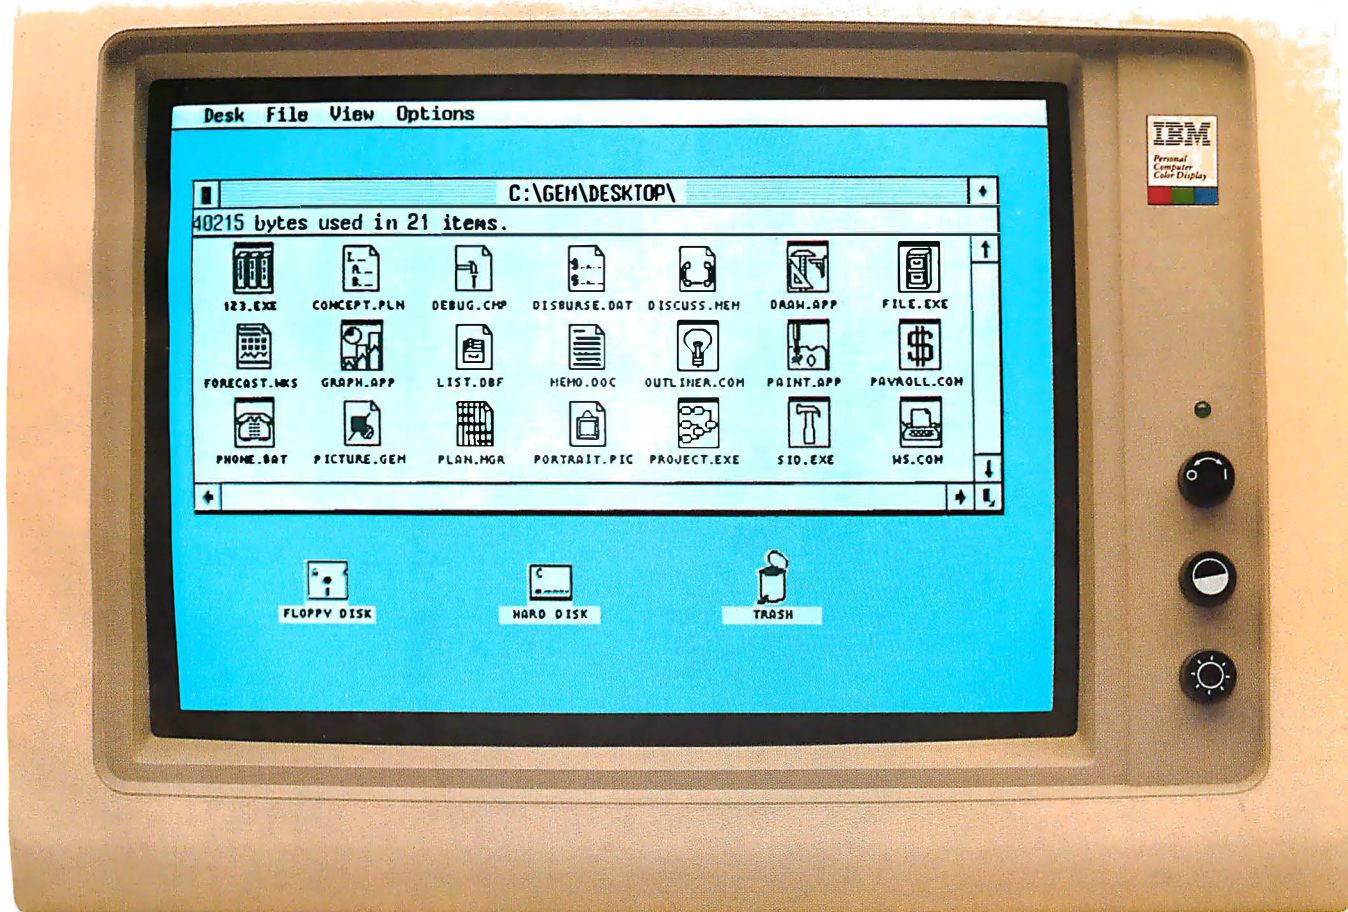 Desk File View Options
IBM
Personal
Computer
Color Display
C:\GEM\DESKTOP\
40215 bytes used in 21 items.
123.EXE CONCEPT.PLN DEBUG.CMP DISBURSE.DAT DISCUSS.MEM DRAW.APP FILE.EXE
FORECAST.WKS GRAPH.APP LIST.DBF MEMO.DOC OUTLINER.COM PAINT.APP PAYROLL.COM
PHONE.BAT PICTURE.GEM PLAN.MGR PORTRAIT.PIC PROJECT.EXE SID.EXE WS.COM
C
FLOPPY DISK HARD DISK TRASH